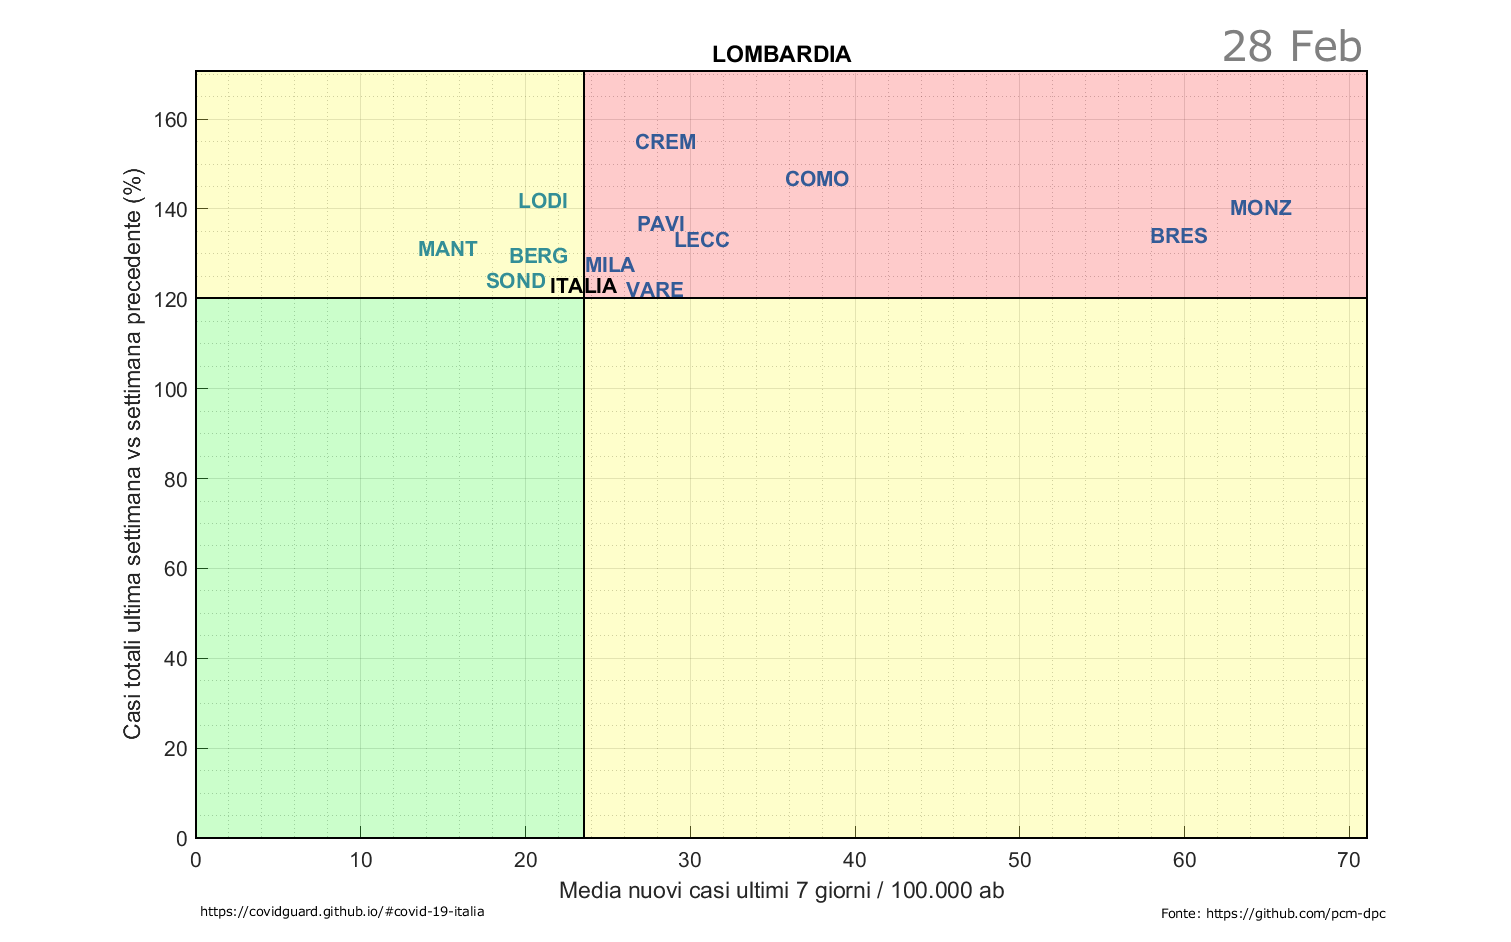 28 Feb
LOMBARDIA
Casi totali ultima settimana vs settimana precedente (%)
160
140
120
100
80
60
40
20
0
CREM
COMO
LODI
MONZ
PAVI
BRES
LECC
MANT
BERG
MILA
SOND
ITALIA
VARE
0 10 20 30 40 50 60 70
Media nuovi casi ultimi 7 giorni / 100.000 ab
https://covidguard.github.io/#covid-19-italia
Fonte: https://github.com/pcm-dpc